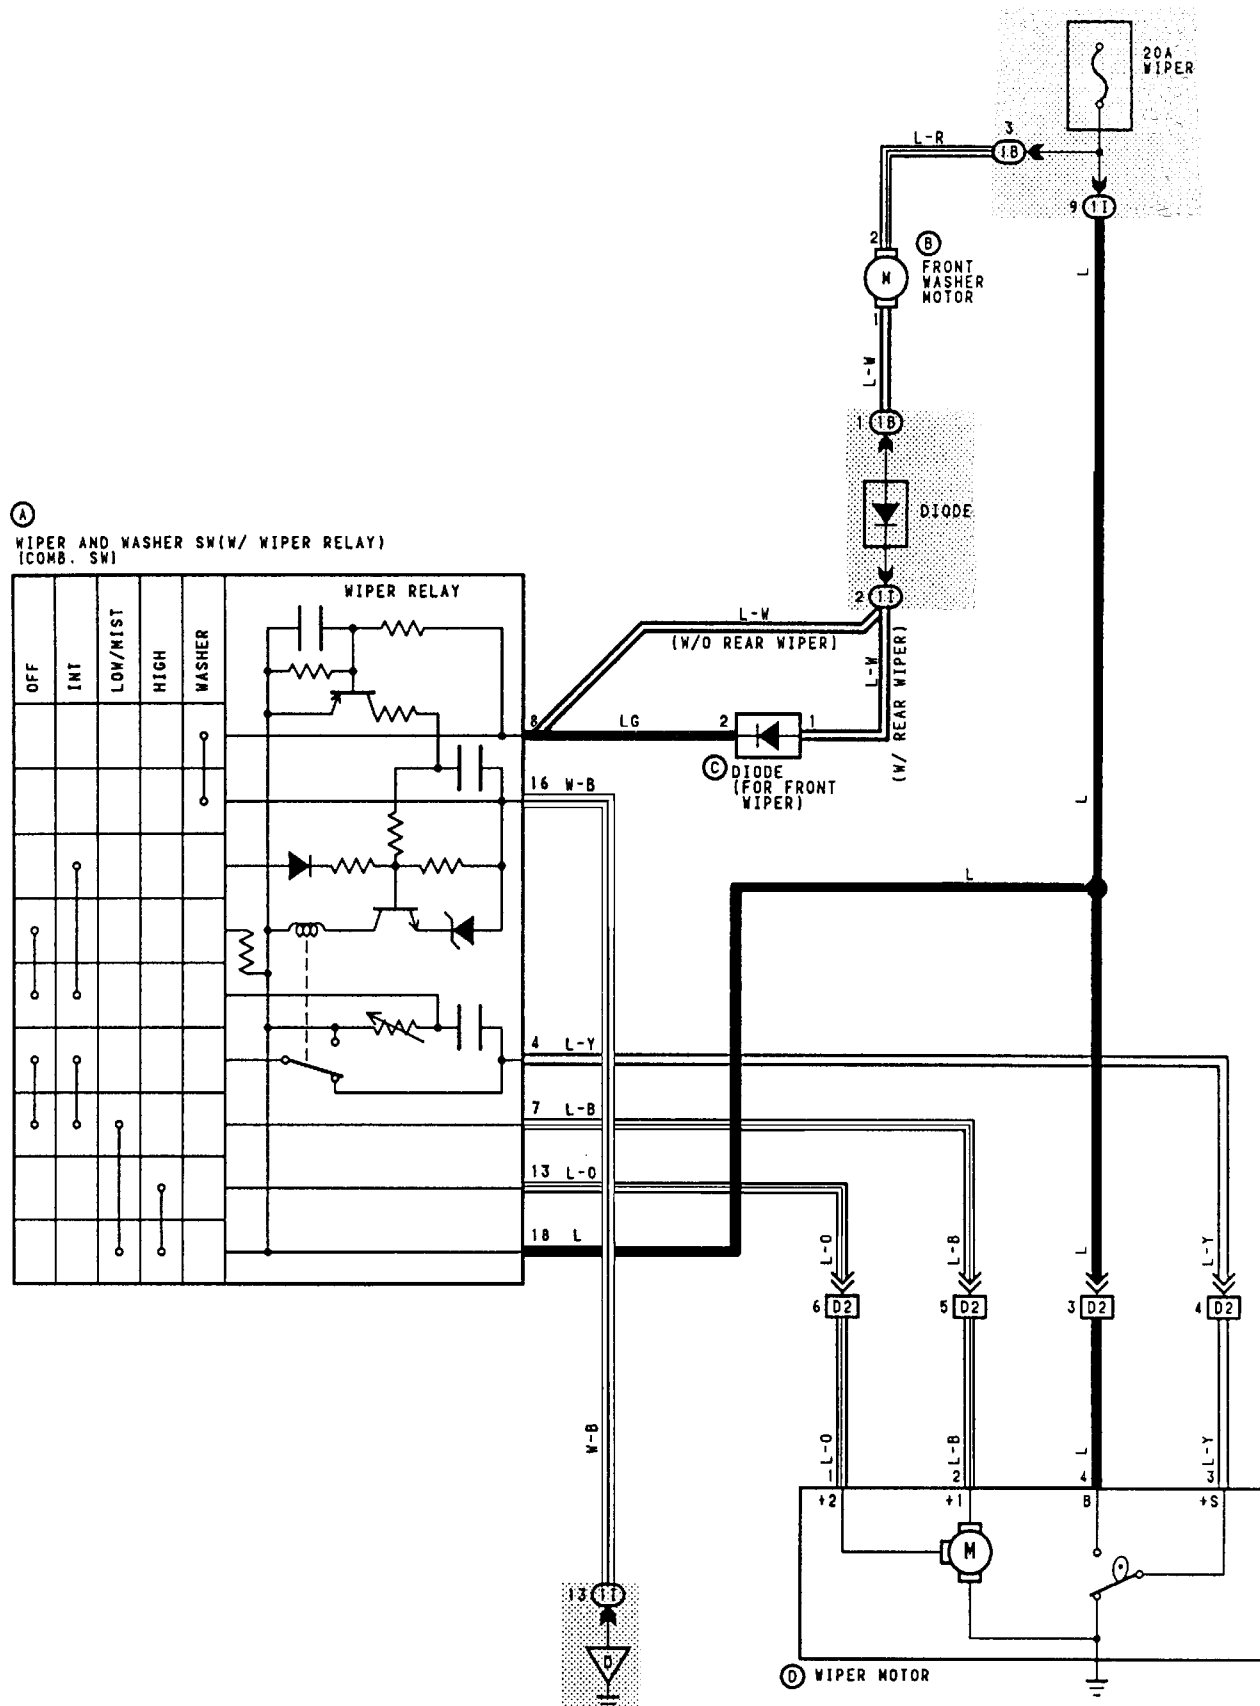 20A
WIPER
3
L-R
1B
9
1I
2
B
FRONT
WASHER
MOTOR
M
L
1
L-W
1
1B
DIODE
A
WIPER AND WASHER SW(W/ WIPER RELAY)
[COMB. SW]
2
1I
WIPER RELAY
OFF
INT
LOW/MIST
HIGH
WASHER
L-W
(W/O REAR WIPER)
L-W
(W/ REAR WIPER)
8
LG
2
1
C
DIODE
(FOR FRONT
WIPER)
16 W-B
L
L
4 L-Y
7 L-B
13 L-O
18 L
L-O
L-B
L
L-Y
6 D2
5 D2
3 D2
4 D2
W-B
L-O
L-B
L
L-Y
1
2
4
3
+2
+1
B
+S
M
13
1I
D
D WIPER MOTOR